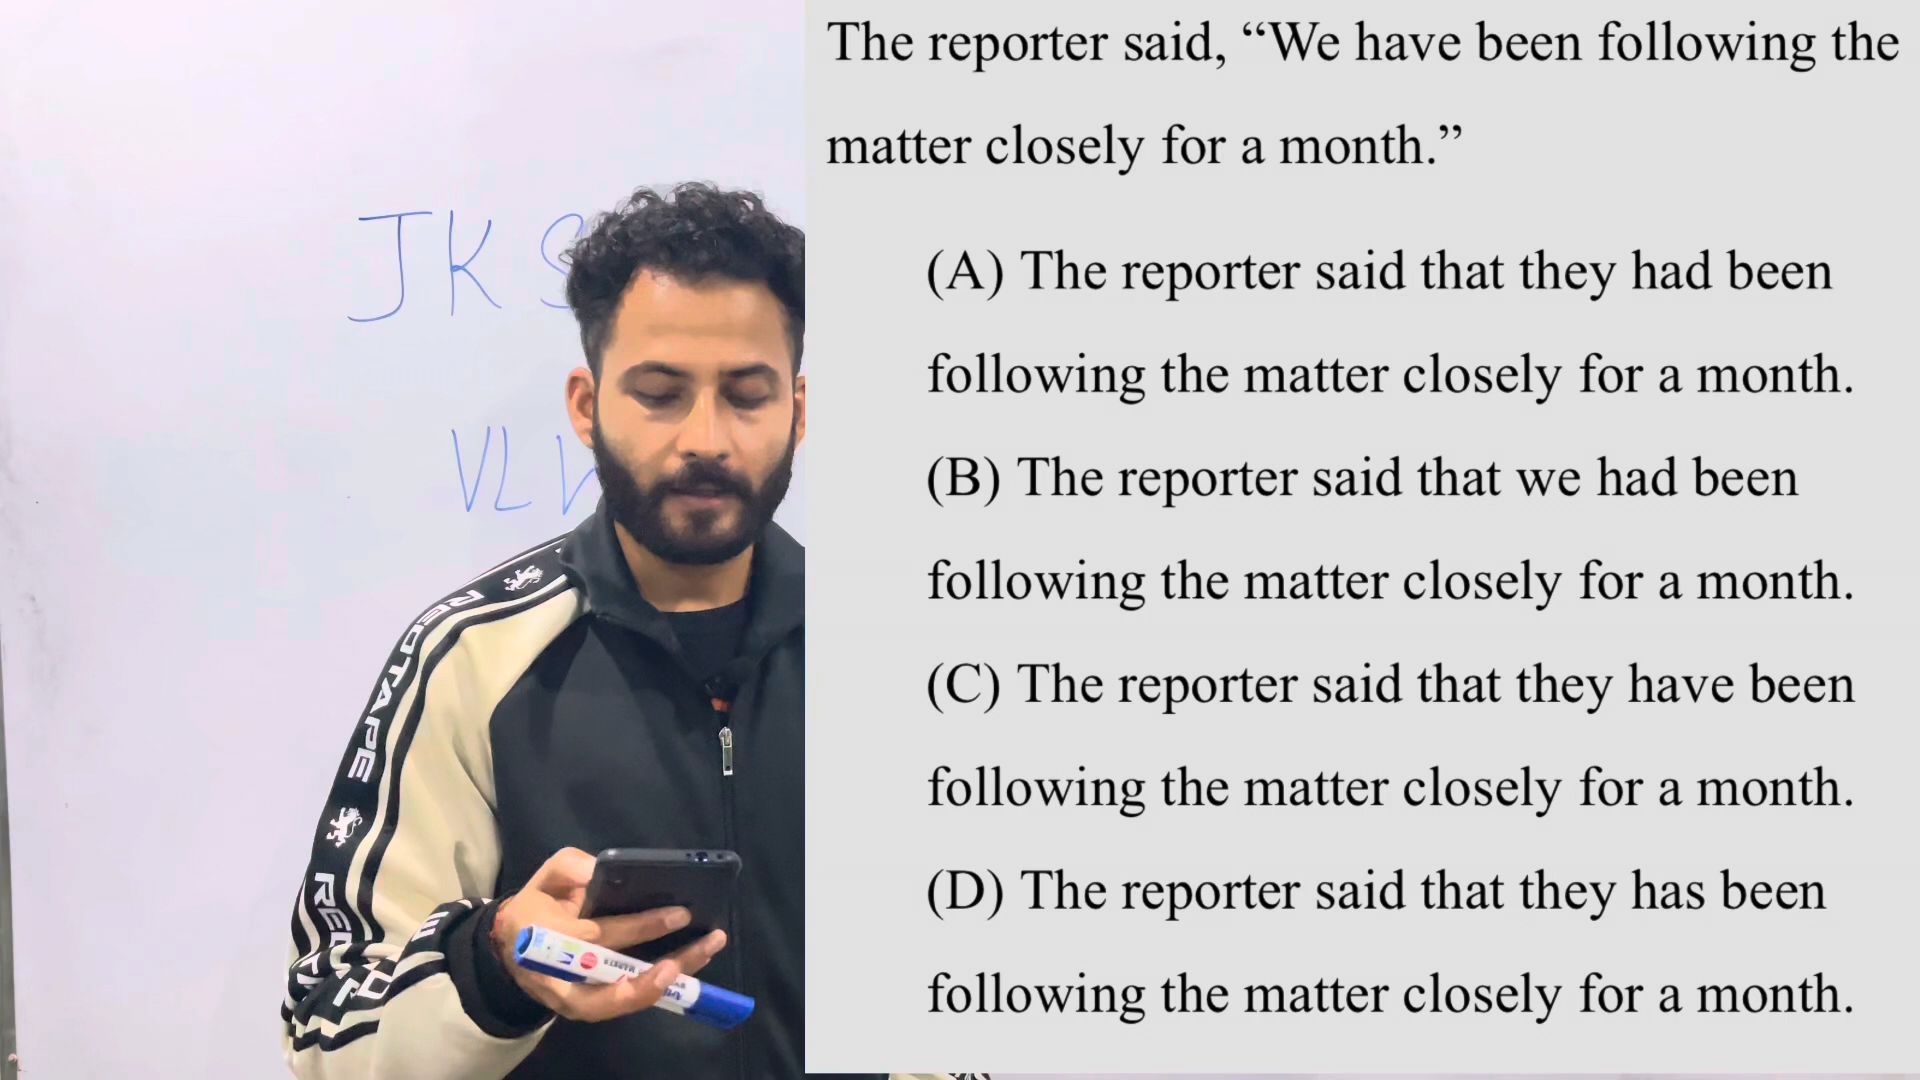 The reporter said, “We have been following the
matter closely for a month.”
(A) The reporter said that they had been
following the matter closely for a month.
(B) The reporter said that we had been
following the matter closely for a month.
(C) The reporter said that they have been
following the matter closely for a month.
(D) The reporter said that they has been
following the matter closely for a month.
JKS
VLW
REDTAPE